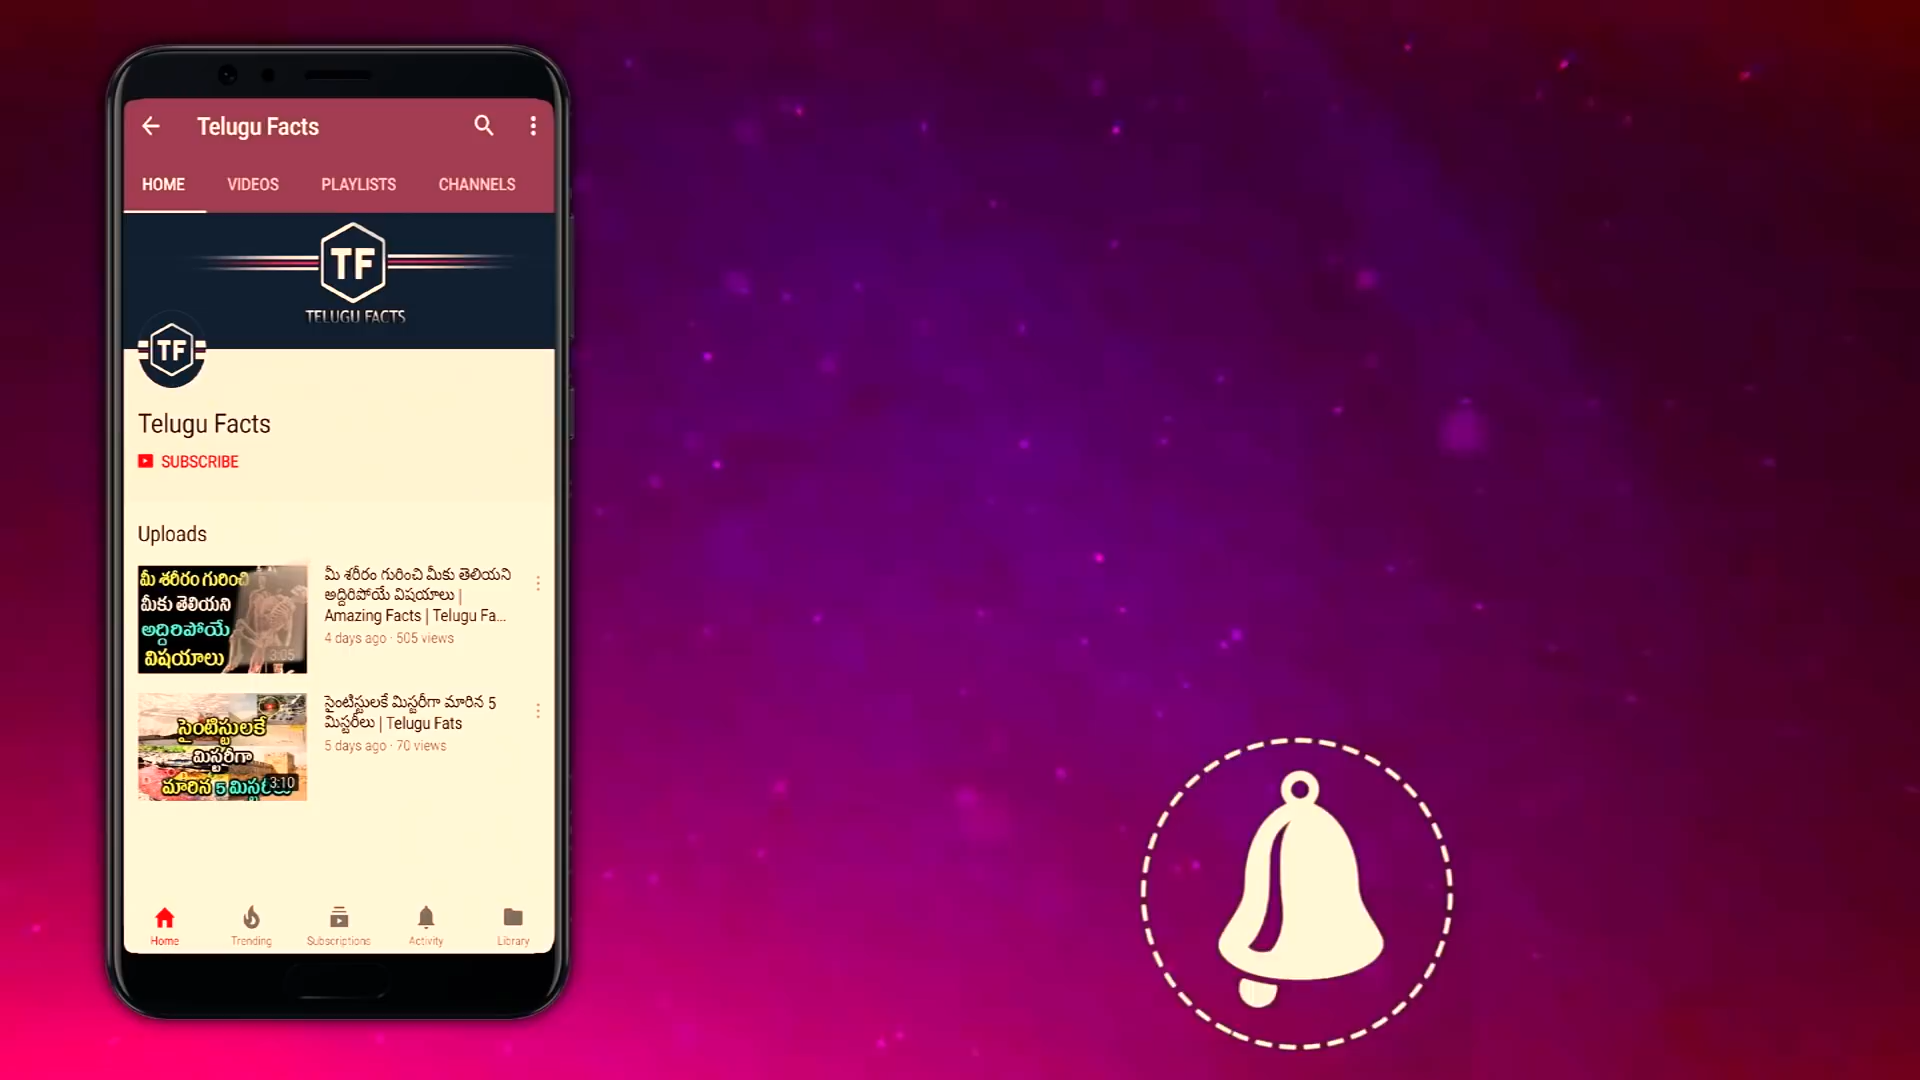 Telugu Facts
HOME VIDEOS PLAYLISTS CHANNELS
TF
TELUGU FACTS
TF
Telugu Facts
SUBSCRIBE
Uploads
మీ శరీరం గురించి
మీకు తెలియని
అద్దిరిపోయే
విషయాలు
3:05
మీ శరీరం గురించి మీకు తెలియని
అద్దిరిపోయే విషయాలు |
Amazing Facts | Telugu Fa...
4 days ago · 505 views
సైంటిస్టులకే
మిస్టరీగా
మారిన 5 మిస్టరీలు
3:10
సైంటిస్టులకే మిస్టరీగా మారిన 5
మిస్టరీలు | Telugu Fats
5 days ago · 70 views
Home Trending Subscriptions Activity Library